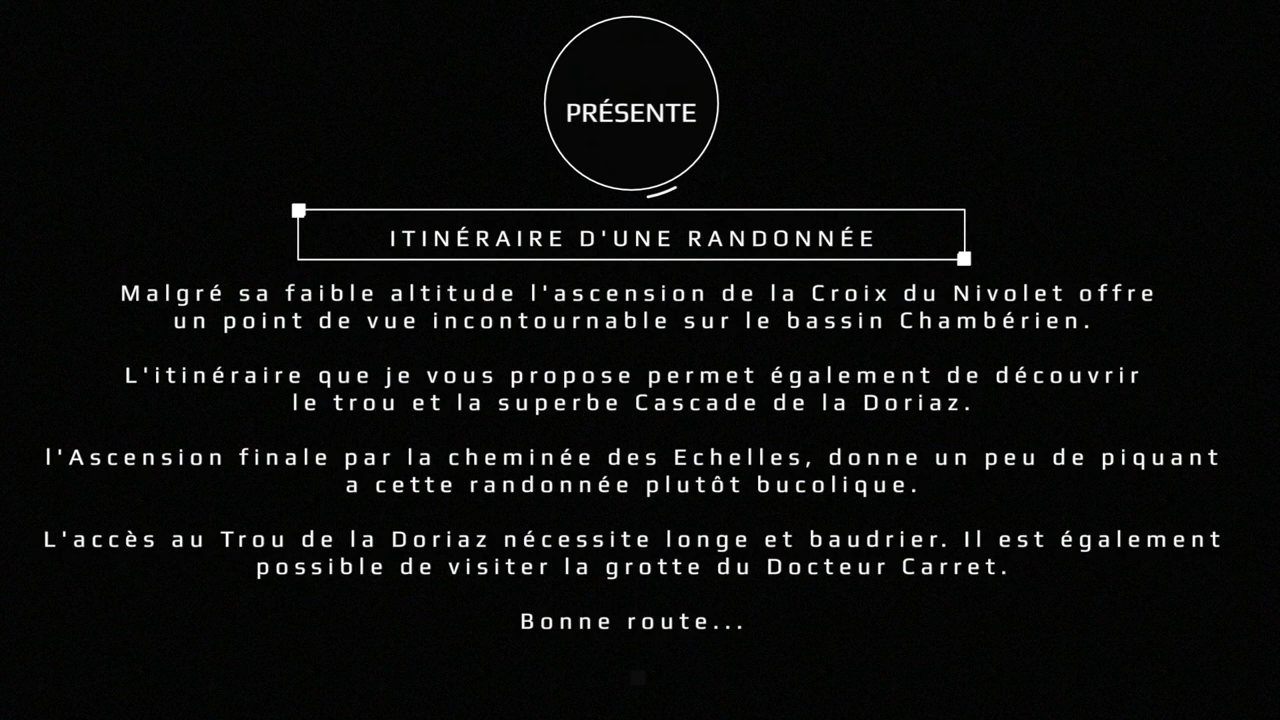 PRÉSENTE
ITINÉRAIRE D'UNE RANDONNÉE
Malgré sa faible altitude l'ascension de la Croix du Nivolet offre
un point de vue incontournable sur le bassin Chambérien.
L'itinéraire que je vous propose permet également de découvrir
le trou et la superbe Cascade de la Doriaz.
l'Ascension finale par la cheminée des Echelles, donne un peu de piquant
a cette randonnée plutôt bucolique.
L'accès au Trou de la Doriaz nécessite longe et baudrier. Il est également
possible de visiter la grotte du Docteur Carret.
Bonne route...